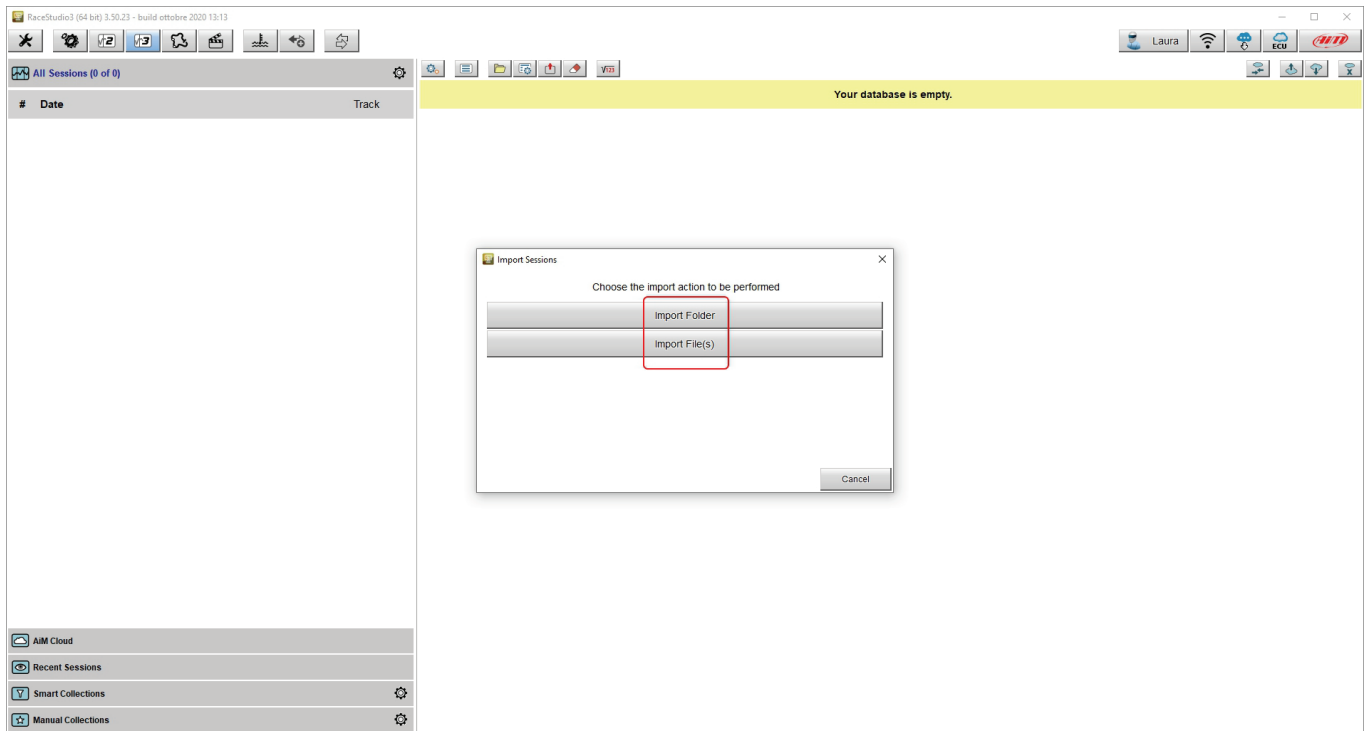 RaceStudio3 (64 bit) 3.50.23 - build ottobre 2020 13:13
Laura
ECU
AiM
All Sessions (0 of 0)
# Date Track
Your database is empty.
Import Sessions
Choose the import action to be performed
Import Folder
Import File(s)
Cancel
AiM Cloud
Recent Sessions
Smart Collections
Manual Collections